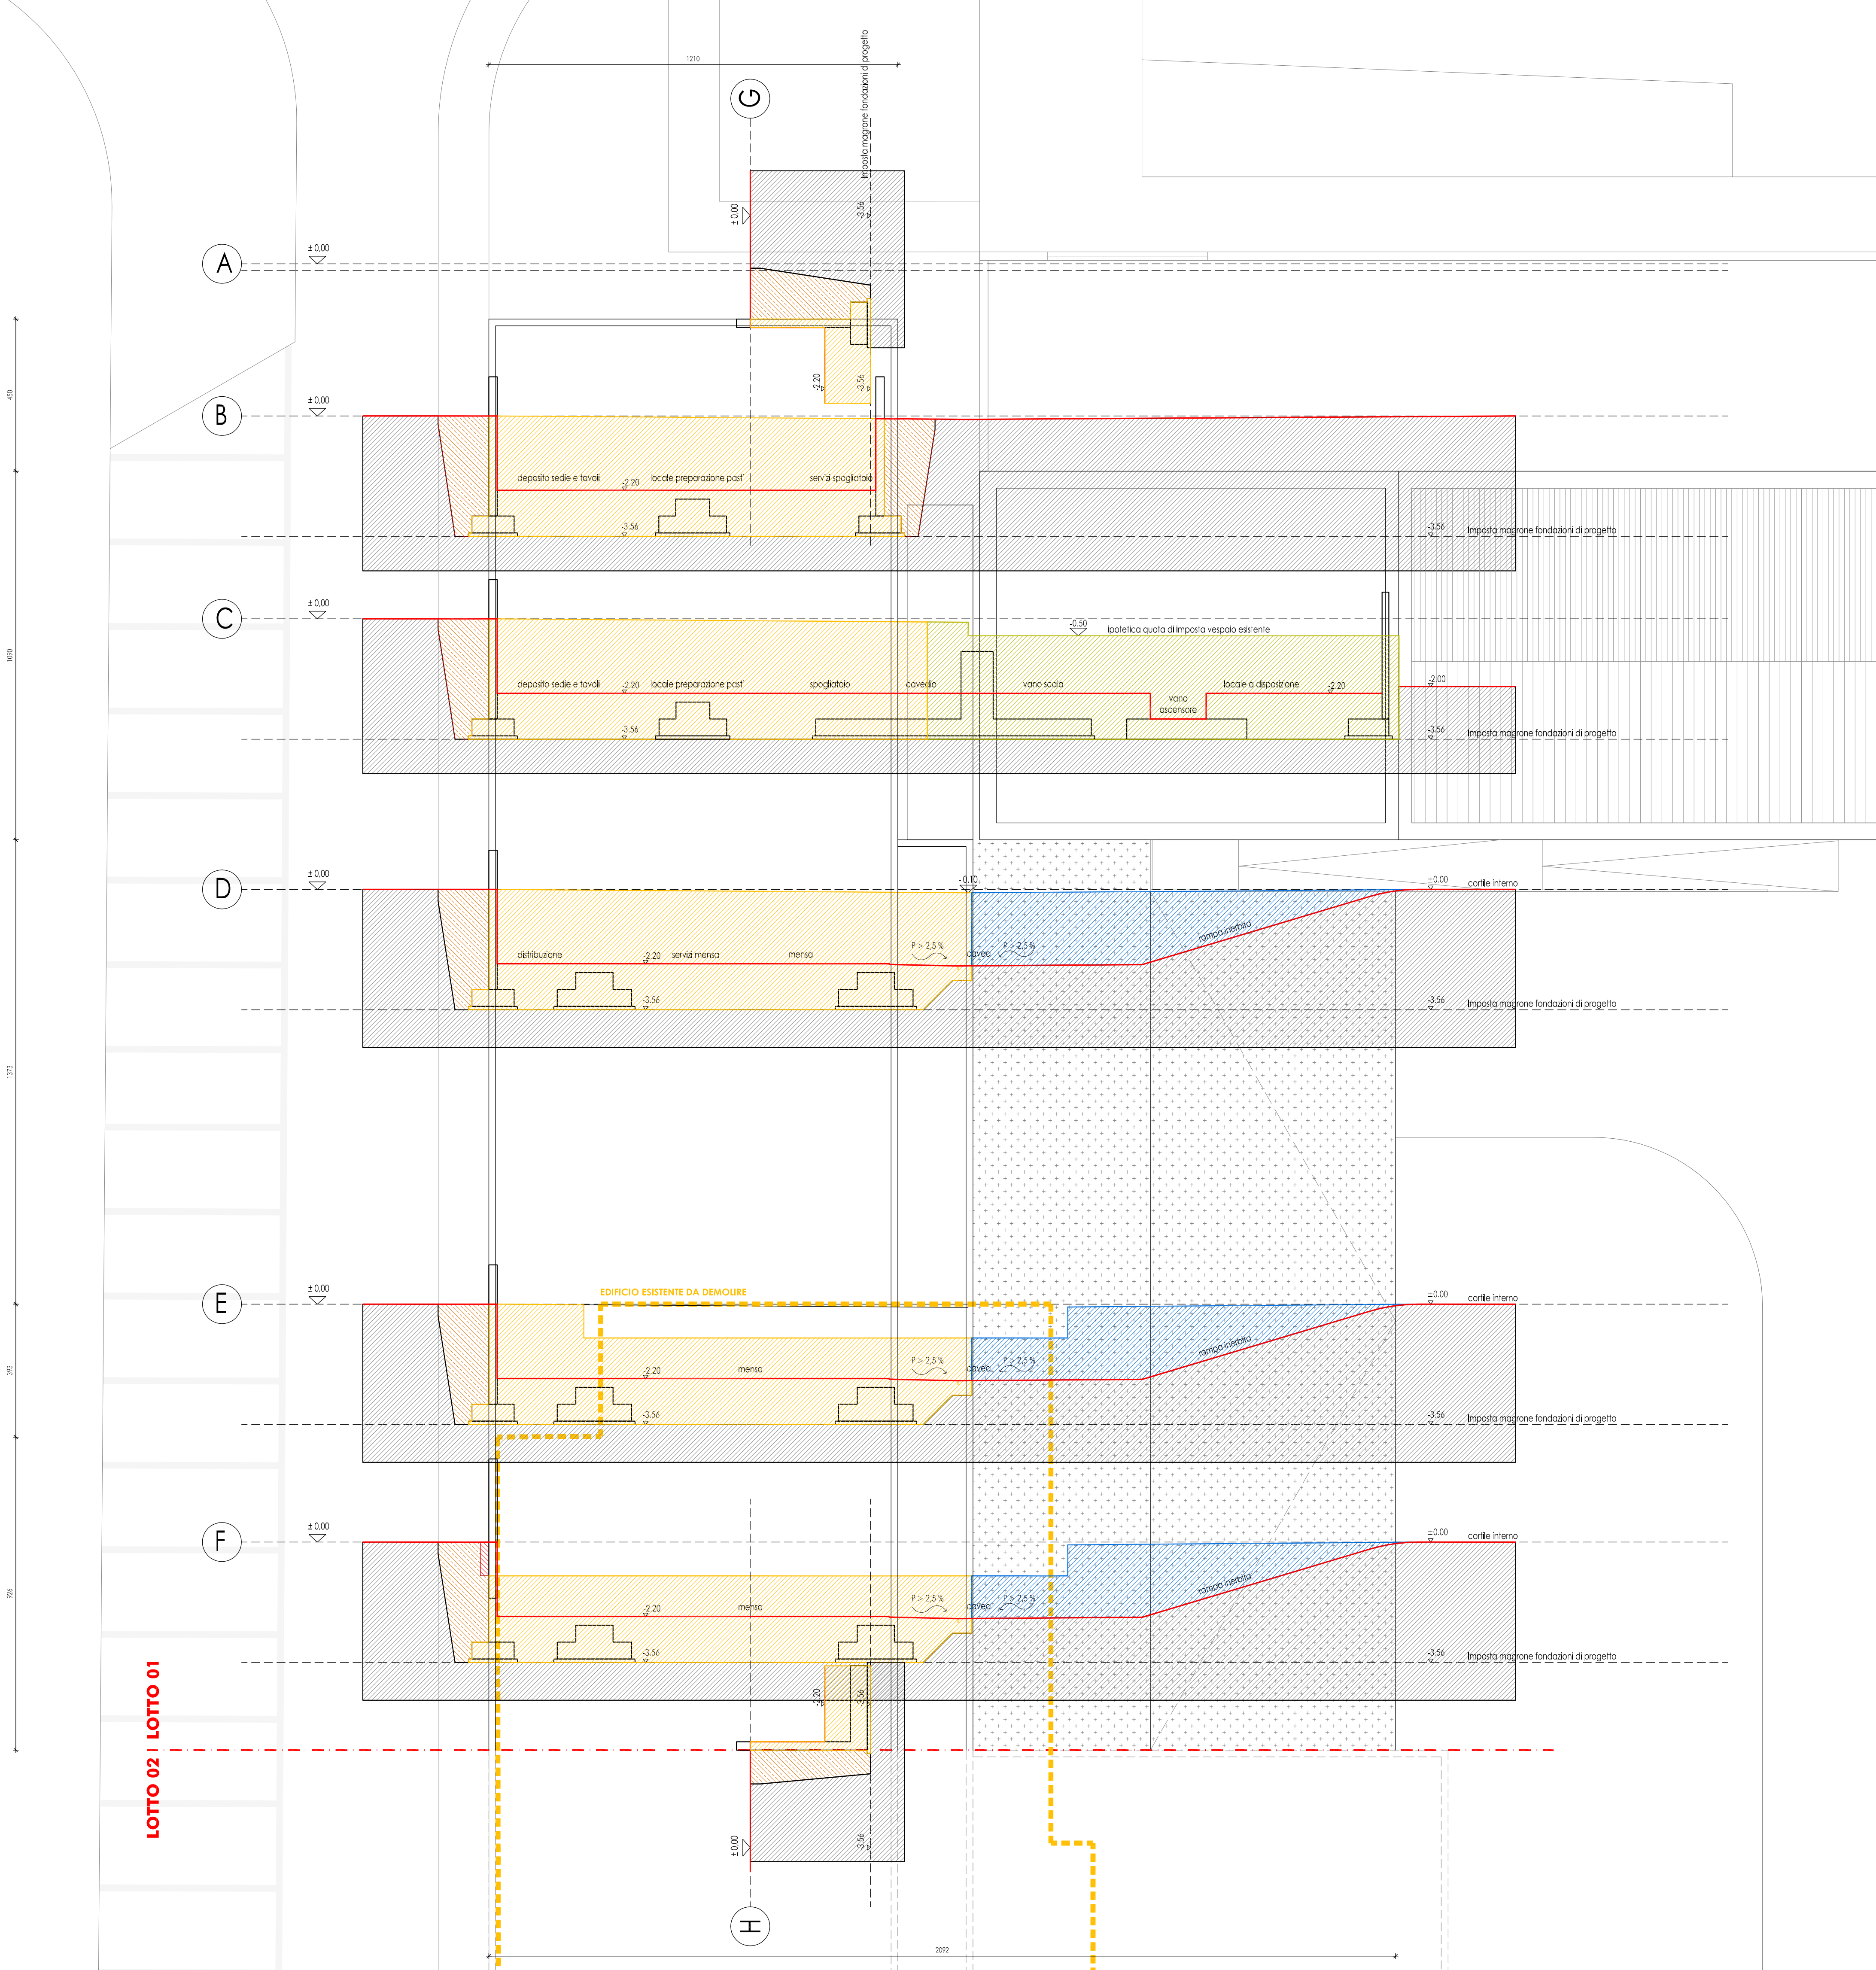 1210
G
Imposta magrone fondazioni di progetto
±0.00
-3.56
A
± 0.00
450
-2.20
-3.56
B
± 0.00
deposito sedie e tavoli
-2.20
locale preparazione pasti
servizi spogliatoio
-3.56
-3.56
Imposta magrone fondazioni di progetto
C
± 0.00
-0.50
ipotetica quota di imposta vespaio esistente
1090
deposito sedie e tavoli
-2.20
locale preparazione pasti
spogliatoio
cavedio
vano scala
vano
ascensore
locale a disposizione
-2.20
-2.00
-3.56
-3.56
Imposta magrone fondazioni di progetto
D
± 0.00
-0.10
±0.00
cortile interno
rampa inerbita
P > 2,5 %
cavea
P > 2,5 %
distribuzione
-2.20
servizi mensa
mensa
-3.56
-3.56
Imposta magrone fondazioni di progetto
1373
E
± 0.00
EDIFICIO ESISTENTE DA DEMOLIRE
±0.00
cortile interno
rampa inerbita
393
-2.20
mensa
P > 2,5 %
cavea
P > 2,5 %
-3.56
-3.56
Imposta magrone fondazioni di progetto
F
± 0.00
±0.00
cortile interno
rampa inerbita
926
-2.20
mensa
P > 2,5 %
cavea
P > 2,5 %
-3.56
-3.56
Imposta magrone fondazioni di progetto
-2.20
-3.56
LOTTO 01
LOTTO 02
±0.00
-3.56
H
2092